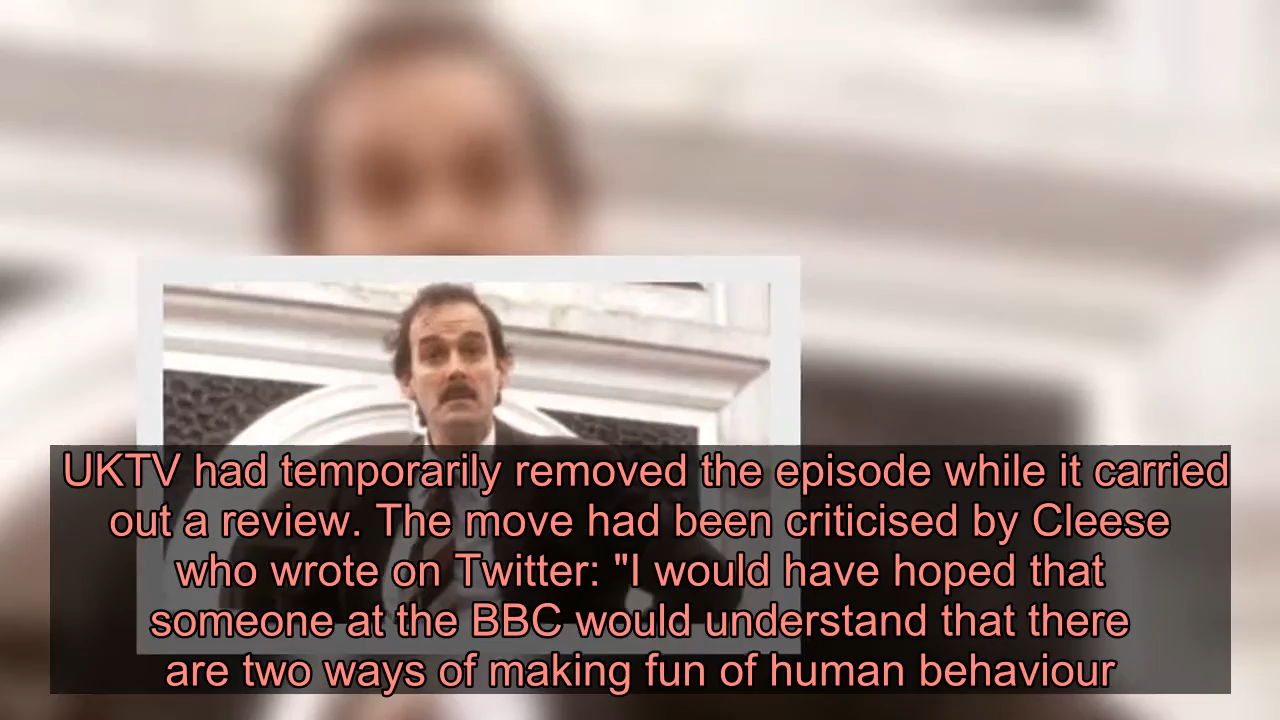 UKTV had temporarily removed the episode while it carried
out a review. The move had been criticised by Cleese
who wrote on Twitter: "I would have hoped that
someone at the BBC would understand that there
are two ways of making fun of human behaviour